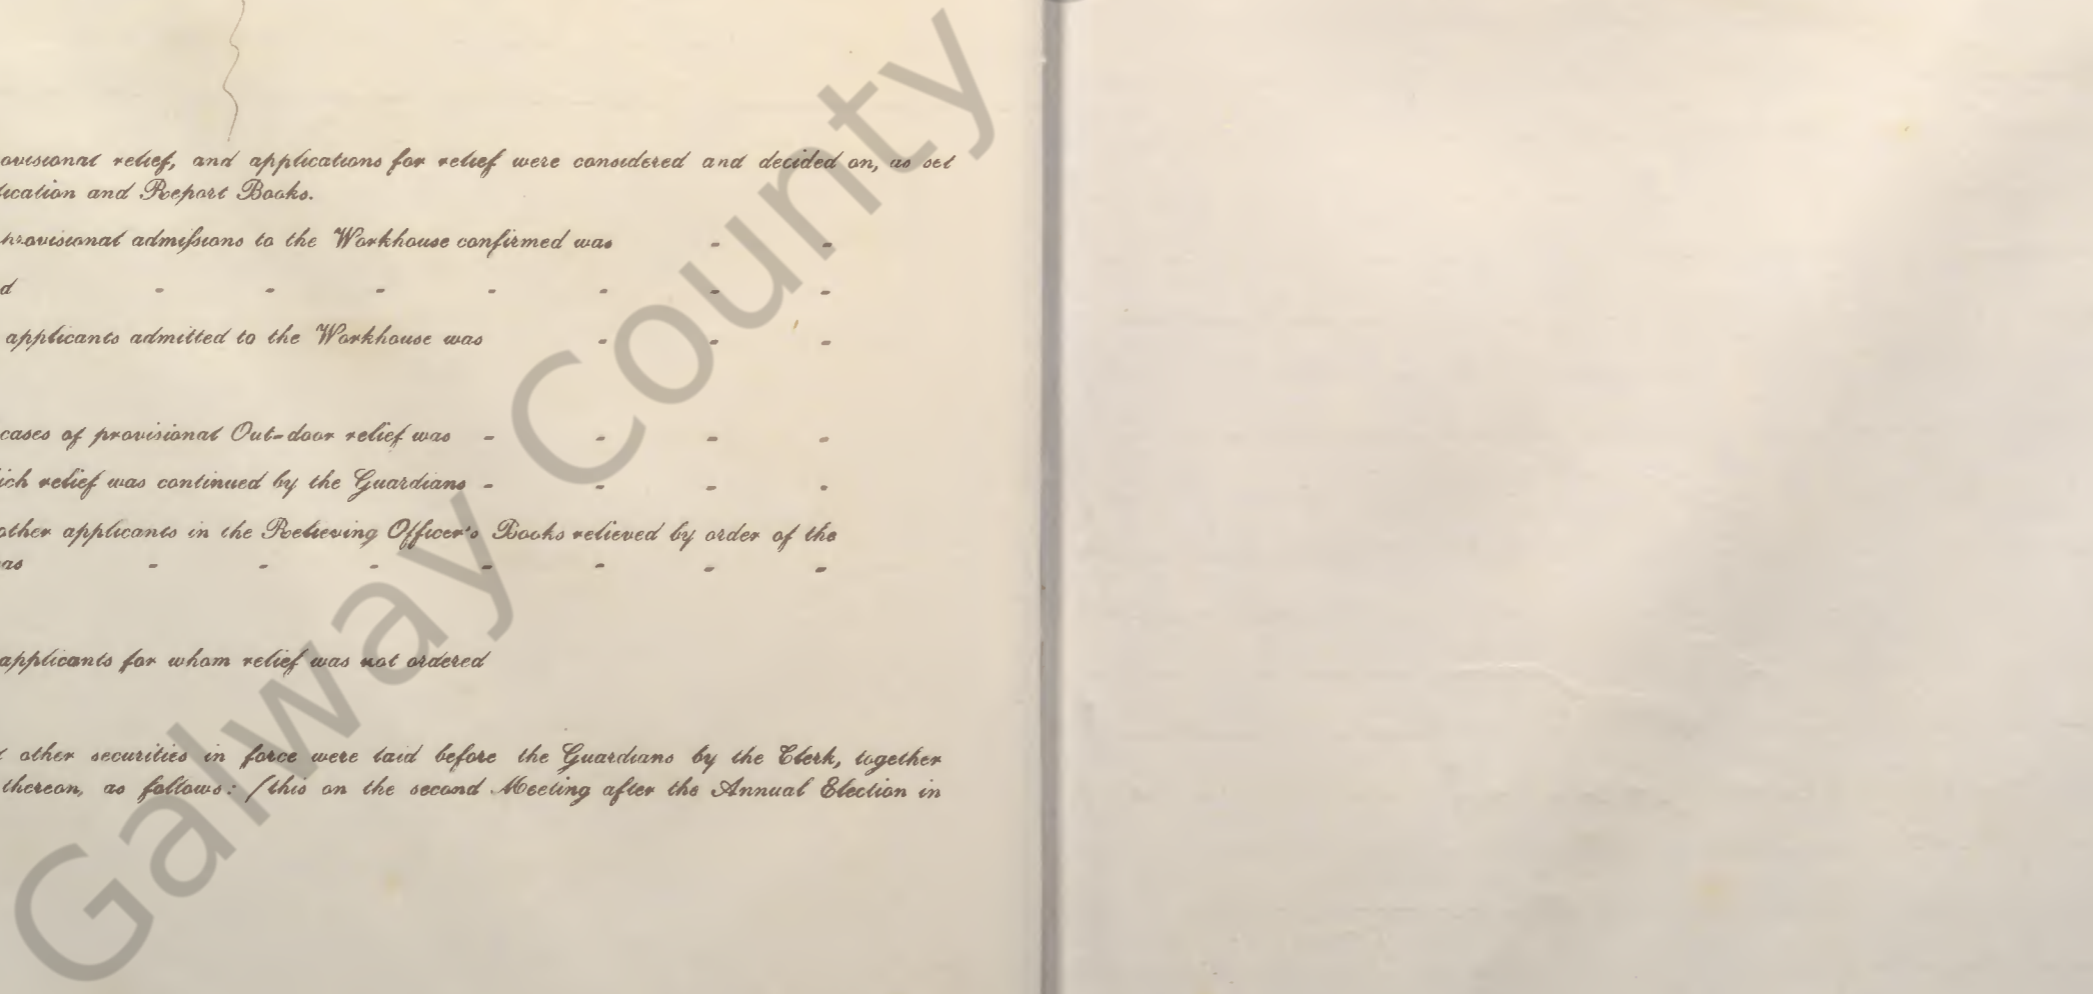 ovisional relief, and applications for relief were considered and decided on, as set
lication and Report Books.
provisional admiſsions to the Workhouse confirmed was - -
d - - - - - - -
applicants admitted to the Workhouse was - - -
cases of provisional Out-door relief was - - - -
ich relief was continued by the Guardians - - - -
other applicants in the Relieving Officer's Books relieved by order of the
as - - - - - - -
applicants for whom relief was not ordered
t other securities in force were laid before the Guardians by the Clerk, together
thereon, as follows: (this on the second Meeting after the Annual Election in
Galway County